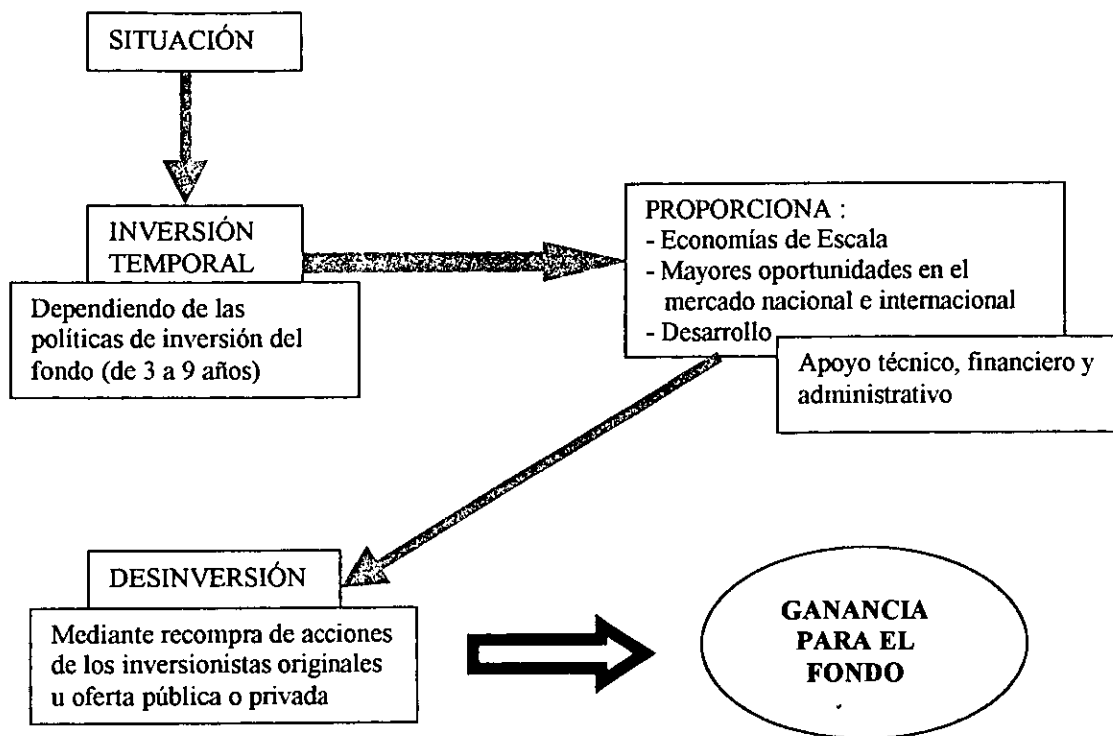 SITUACIÓN
INVERSIÓN
TEMPORAL
Dependiendo de las
políticas de inversión del
fondo (de 3 a 9 años)
PROPORCIONA :
- Economías de Escala
- Mayores oportunidades en el
mercado nacional e internacional
- Desarrollo
Apoyo técnico, financiero y
administrativo
DESINVERSIÓN
Mediante recompra de acciones
de los inversionistas originales
u oferta pública o privada
GANANCIA
PARA EL
FONDO